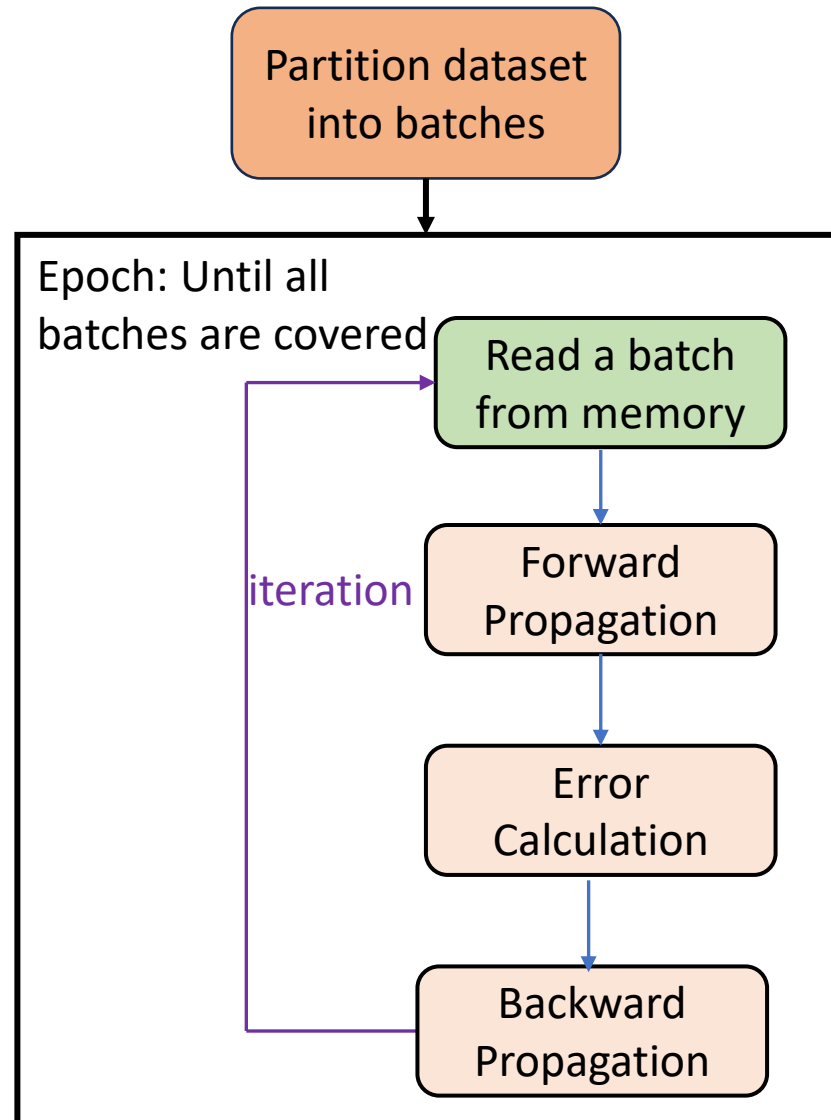 Partition dataset
into batches
Epoch: Until all
batches are covered
Read a batch
from memory
Forward
Propagation
iteration
Error
Calculation
Backward
Propagation